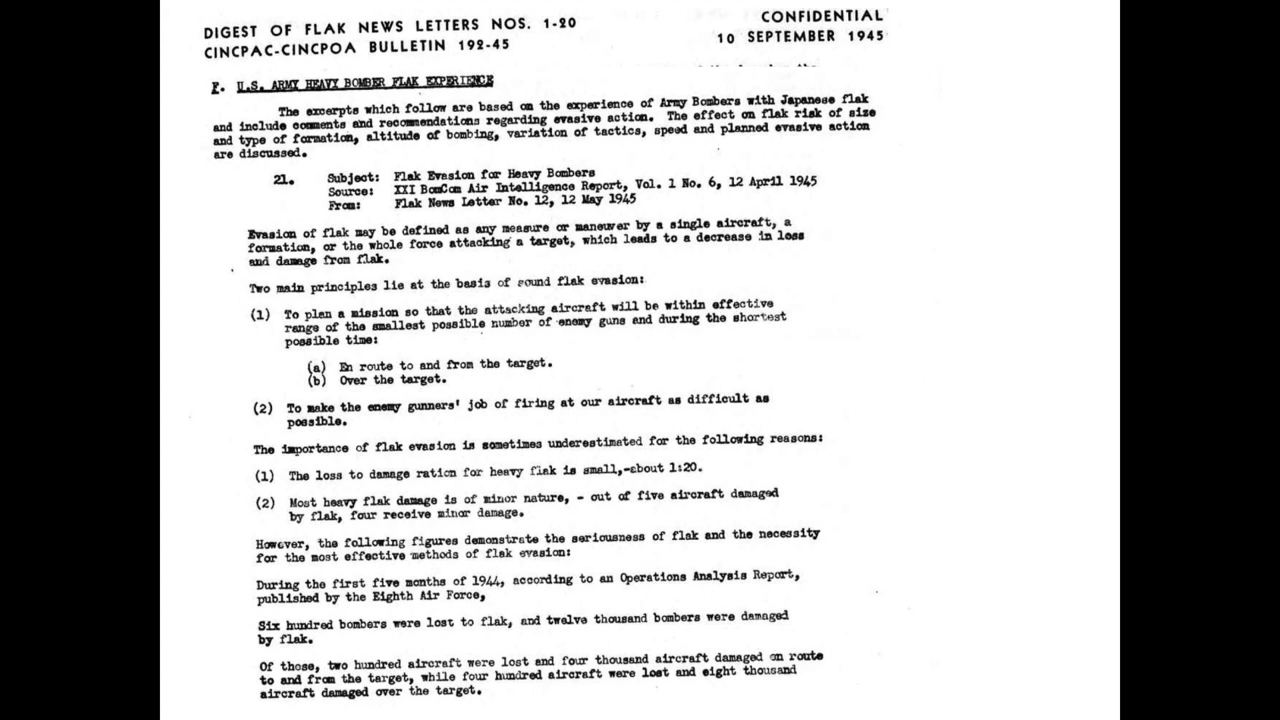 DIGEST OF FLAK NEWS LETTERS NOS. 1-20
CINCPAC-CINCPOA BULLETIN 192-45
CONFIDENTIAL
10 SEPTEMBER 1945
F. U.S. ARMY HEAVY BOMBER FLAK EXPERIENCE
The excerpts which follow are based on the experience of Army Bombers with Japanese flak
and include comments and recommendations regarding evasive action. The effect on flak risk of size
and type of formation, altitude of bombing, variation of tactics, speed and planned evasive action
are discussed.
21. Subject: Flak Evasion for Heavy Bombers
Source: XXI BomCom Air Intelligence Report, Vol. 1 No. 6, 12 April 1945
From: Flak News Letter No. 12, 12 May 1945
Evasion of flak may be defined as any measure or maneuver by a single aircraft, a
formation, or the whole force attacking a target, which leads to a decrease in loss
and damage from flak.
Two main principles lie at the basis of sound flak evasion:
(1) To plan a mission so that the attacking aircraft will be within effective
range of the smallest possible number of enemy guns and during the shortest
possible time:
(a) En route to and from the target.
(b) Over the target.
(2) To make the enemy gunners' job of firing at our aircraft as difficult as
possible.
The importance of flak evasion is sometimes underestimated for the following reasons:
(1) The loss to damage ration for heavy flak is small,-about 1:20.
(2) Most heavy flak damage is of minor nature, - out of five aircraft damaged
by flak, four receive minor damage.
However, the following figures demonstrate the seriousness of flak and the necessity
for the most effective methods of flak evasion:
During the first five months of 1944, according to an Operations Analysis Report,
published by the Eighth Air Force,
Six hundred bombers were lost to flak, and twelve thousand bombers were damaged
by flak.
Of these, two hundred aircraft were lost and four thousand aircraft damaged en route
to and from the target, while four hundred aircraft were lost and eight thousand
aircraft damaged over the target.